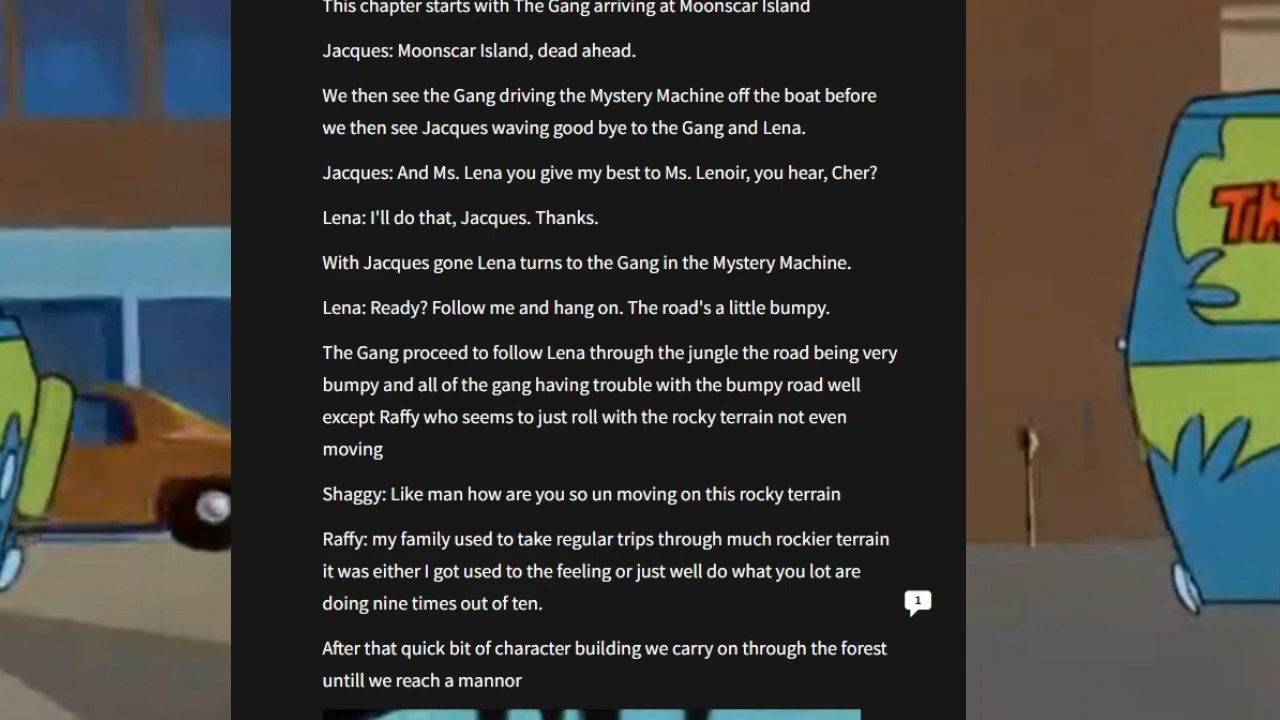 This chapter starts with The Gang arriving at Moonscar Island
Jacques: Moonscar Island, dead ahead.
We then see the Gang driving the Mystery Machine off the boat before
we then see Jacques waving good bye to the Gang and Lena.
Jacques: And Ms. Lena you give my best to Ms. Lenoir, you hear, Cher?
Lena: I'll do that, Jacques. Thanks.
With Jacques gone Lena turns to the Gang in the Mystery Machine.
Lena: Ready? Follow me and hang on. The road's a little bumpy.
The Gang proceed to follow Lena through the jungle the road being very
bumpy and all of the gang having trouble with the bumpy road well
except Raffy who seems to just roll with the rocky terrain not even
moving
Shaggy: Like man how are you so un moving on this rocky terrain
Raffy: my family used to take regular trips through much rockier terrain
it was either I got used to the feeling or just well do what you lot are
doing nine times out of ten.
1
After that quick bit of character building we carry on through the forest
untill we reach a mannor